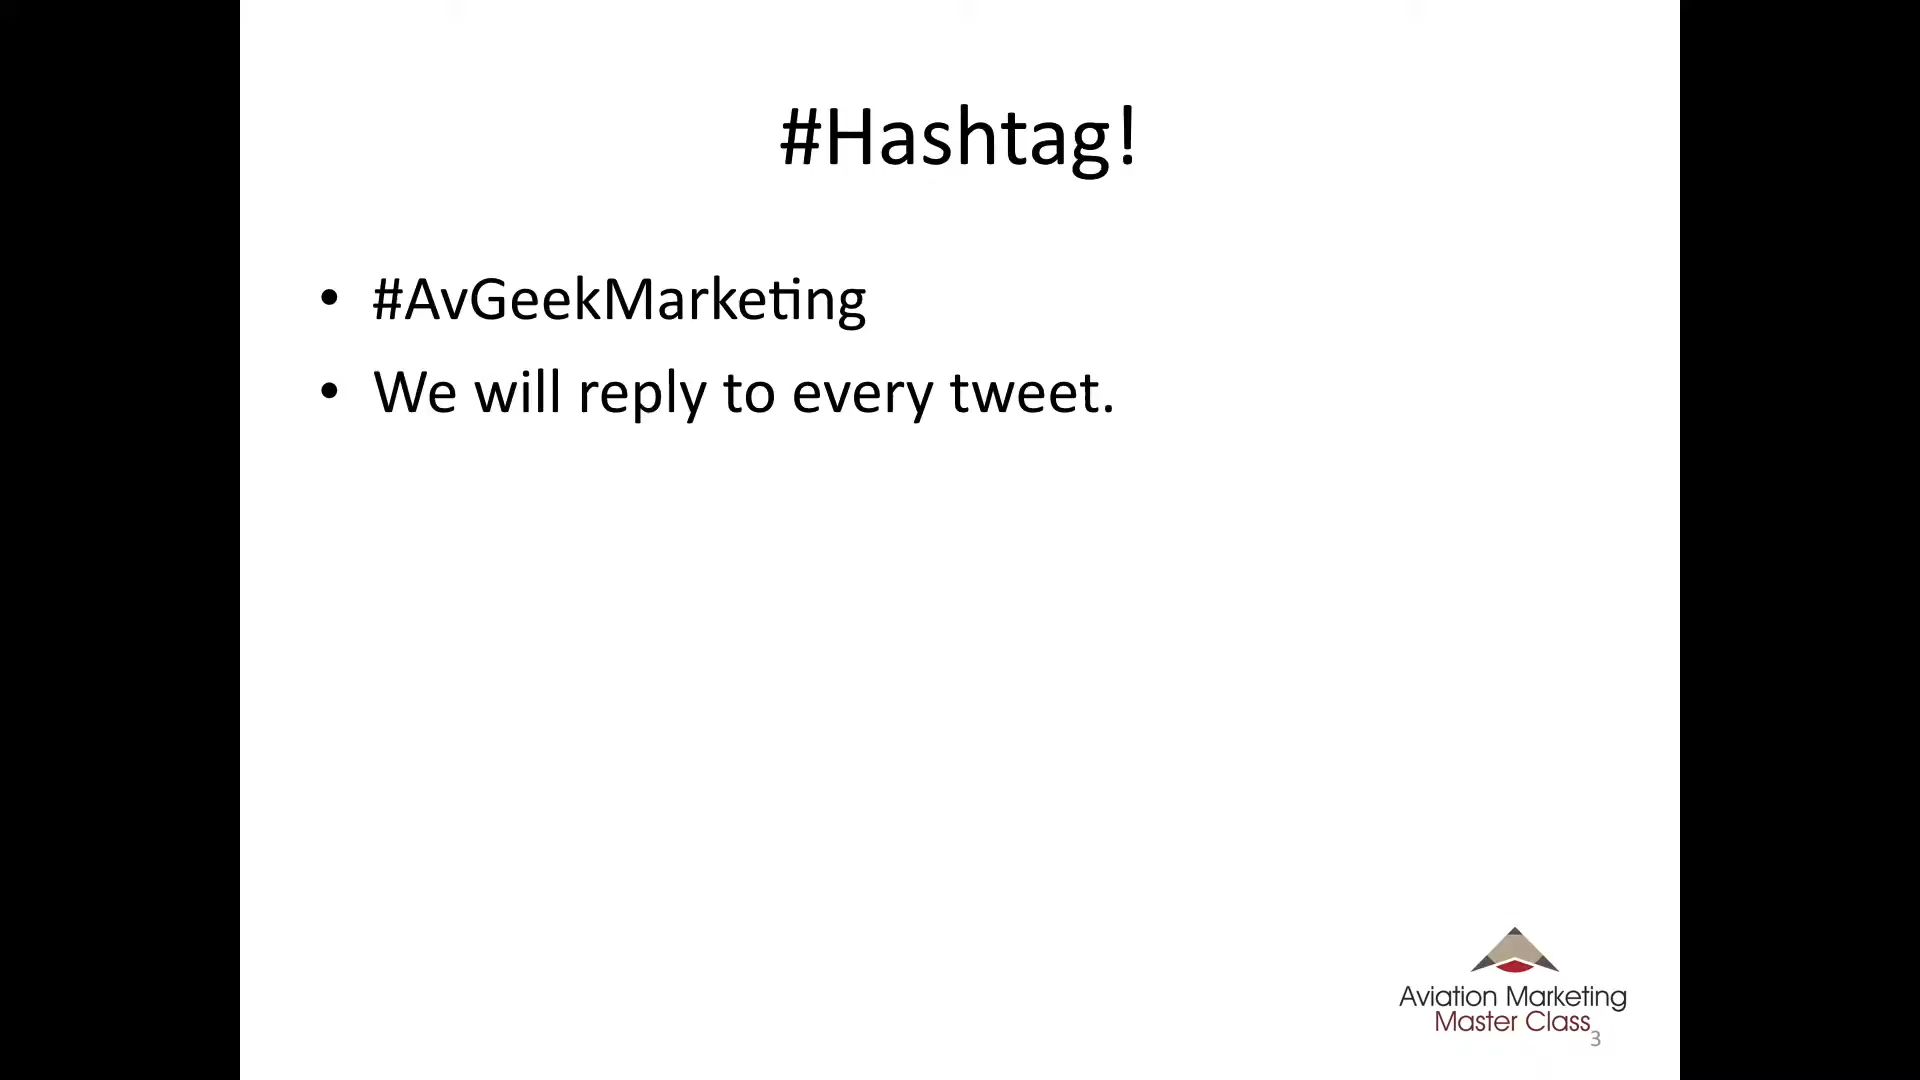 #Hashtag!
• #AvGeekMarketing
• We will reply to every tweet.
Aviation Marketing
Master Class
3